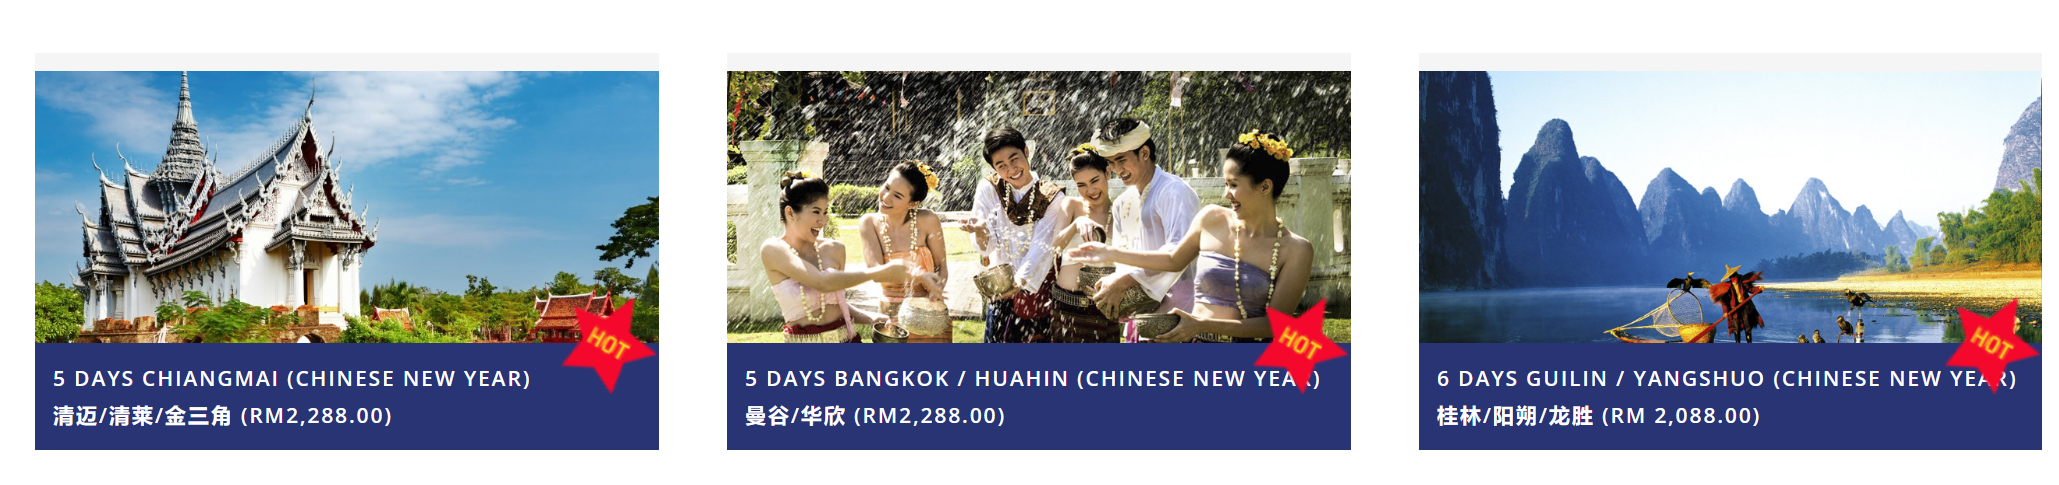 HOT
5 DAYS CHIANGMAI (CHINESE NEW YEAR)
清迈/清莱/金三角 (RM2,288.00)
HOT
5 DAYS BANGKOK / HUAHIN (CHINESE NEW YEAR)
曼谷/华欣 (RM2,288.00)
HOT
6 DAYS GUILIN / YANGSHUO (CHINESE NEW YEAR)
桂林/阳朔/龙胜 (RM 2,088.00)